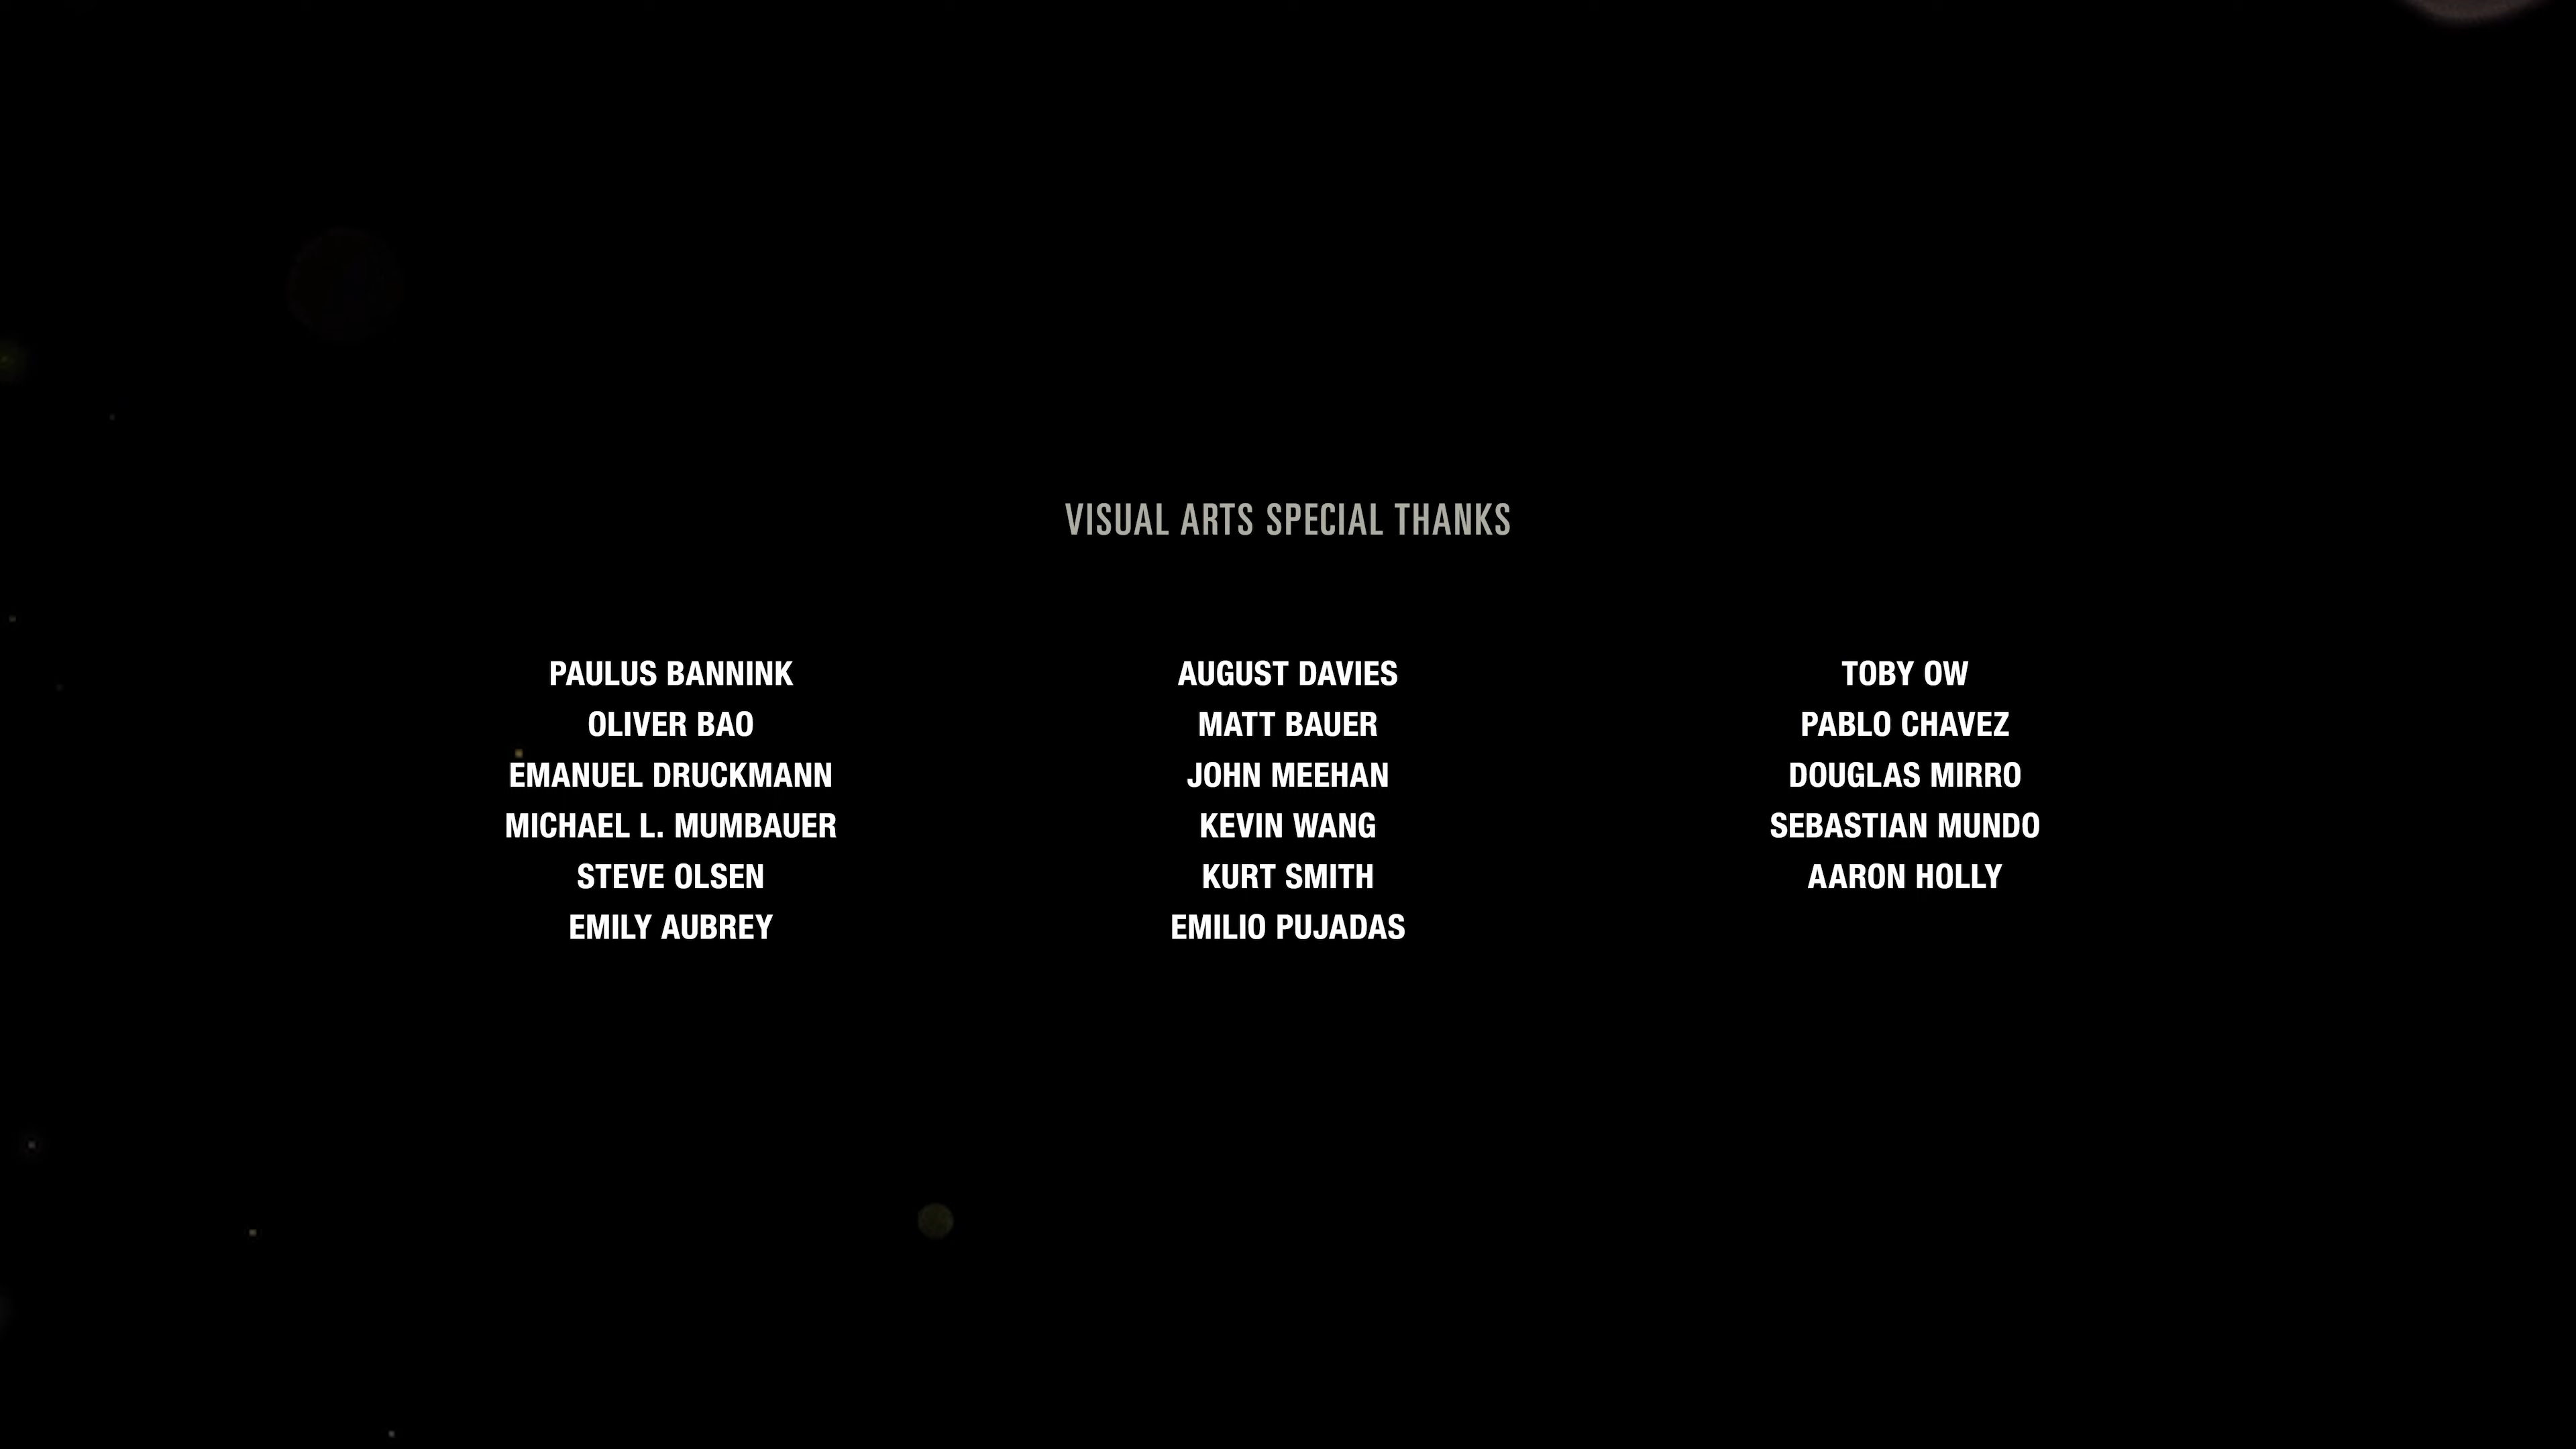 VISUAL ARTS SPECIAL THANKS
PAULUS BANNINK
OLIVER BAO
EMANUEL DRUCKMANN
MICHAEL L. MUMBAUER
STEVE OLSEN
EMILY AUBREY
AUGUST DAVIES
MATT BAUER
JOHN MEEHAN
KEVIN WANG
KURT SMITH
EMILIO PUJADAS
TOBY OW
PABLO CHAVEZ
DOUGLAS MIRRO
SEBASTIAN MUNDO
AARON HOLLY